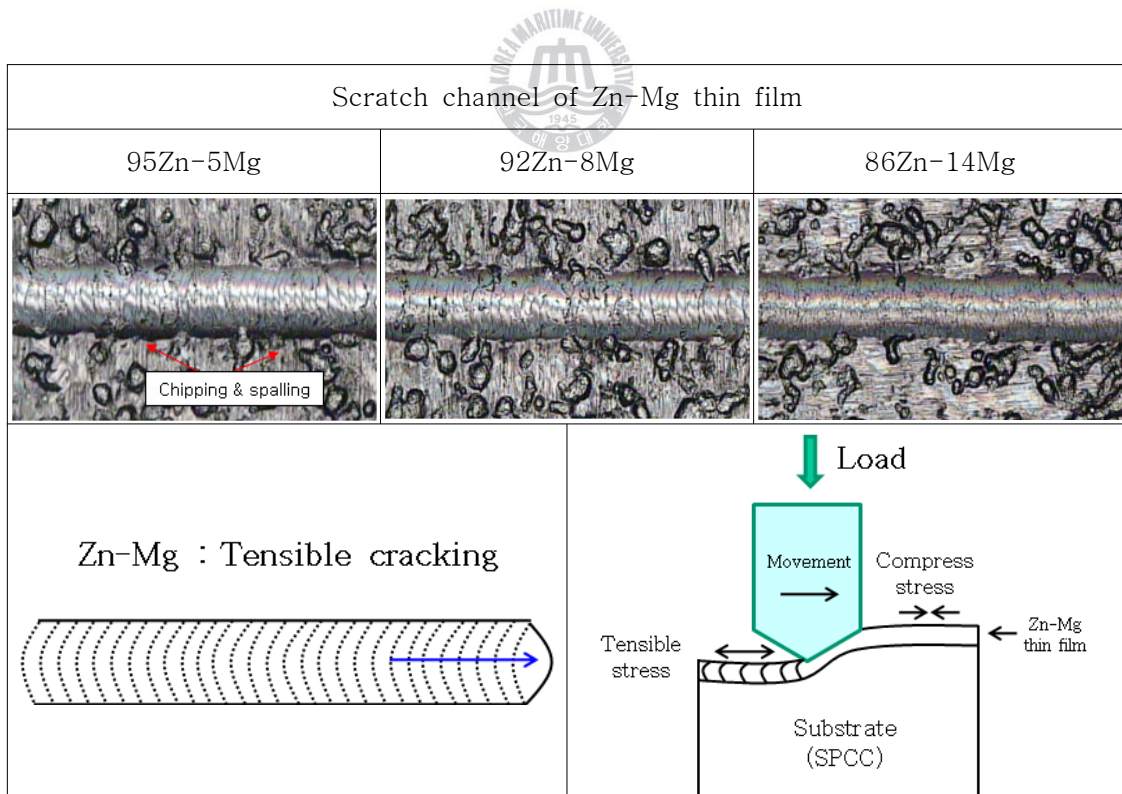 KOREA MARITIME UNIVERSITY
1945
Scratch channel of Zn-Mg thin film
95Zn-5Mg
92Zn-8Mg
86Zn-14Mg
Chipping & spalling
Zn-Mg : Tensible cracking
Load
Movement
Compress
stress
Zn-Mg
thin film
Tensible
stress
Substrate
(SPCC)